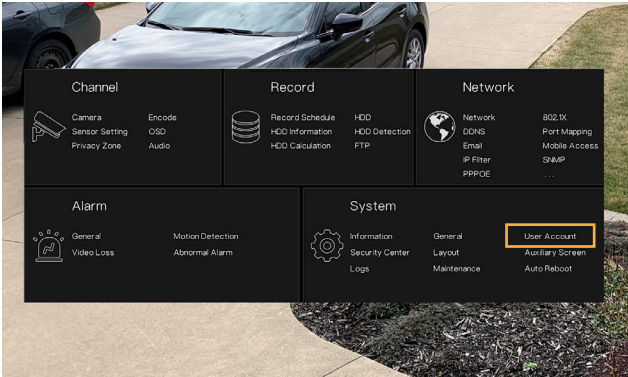 Channel
Camera
Sensor Setting
Privacy Zone
Encode
OSD
Audio
Record
Record Schedule
HDD Information
HDD Calculation
HDD
HDD Detection
FTP
Network
Network
DDNS
Email
IP Filter
PPPOE
802.1X
Port Mapping
Mobile Access
SNMP
...
Alarm
General
Video Loss
Motion Detection
Abnormal Alarm
System
Information
Security Center
Logs
General
Layout
Maintenance
User Account
Auxiliary Screen
Auto Reboot